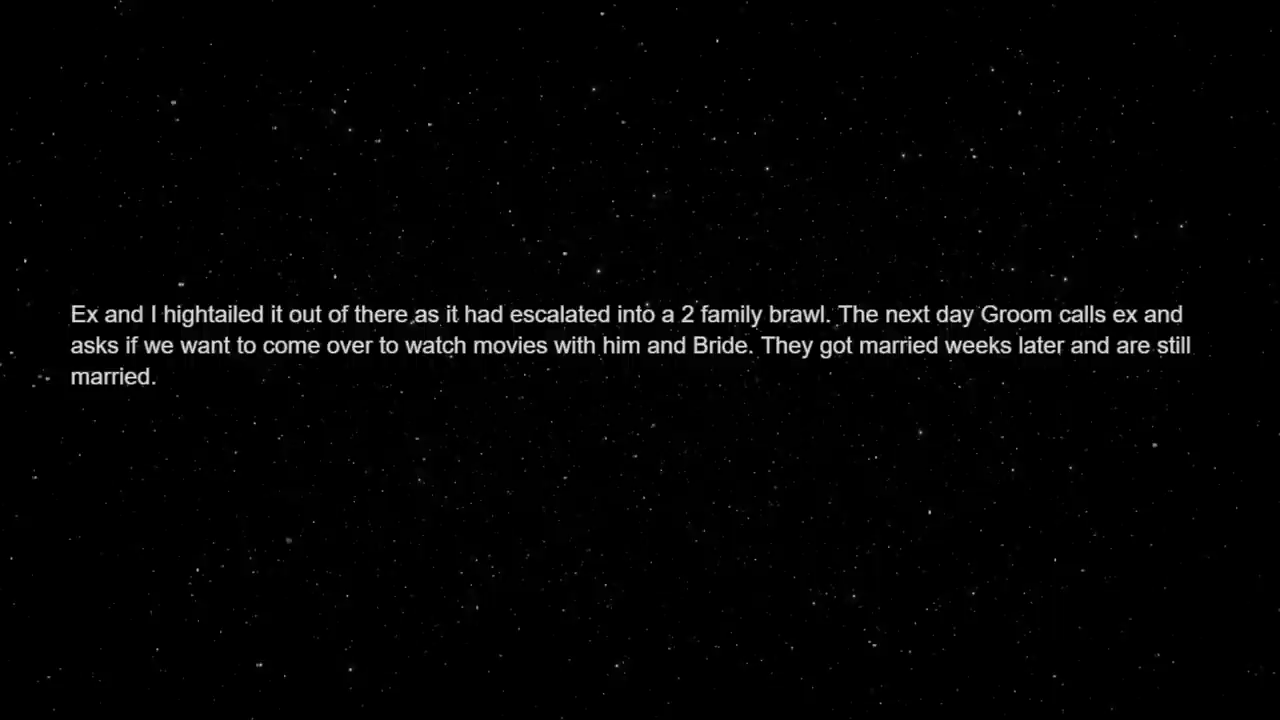 Ex and I hightailed it out of there as it had escalated into a 2 family brawl. The next day Groom calls ex and
asks if we want to come over to watch movies with him and Bride. They got married weeks later and are still
married.